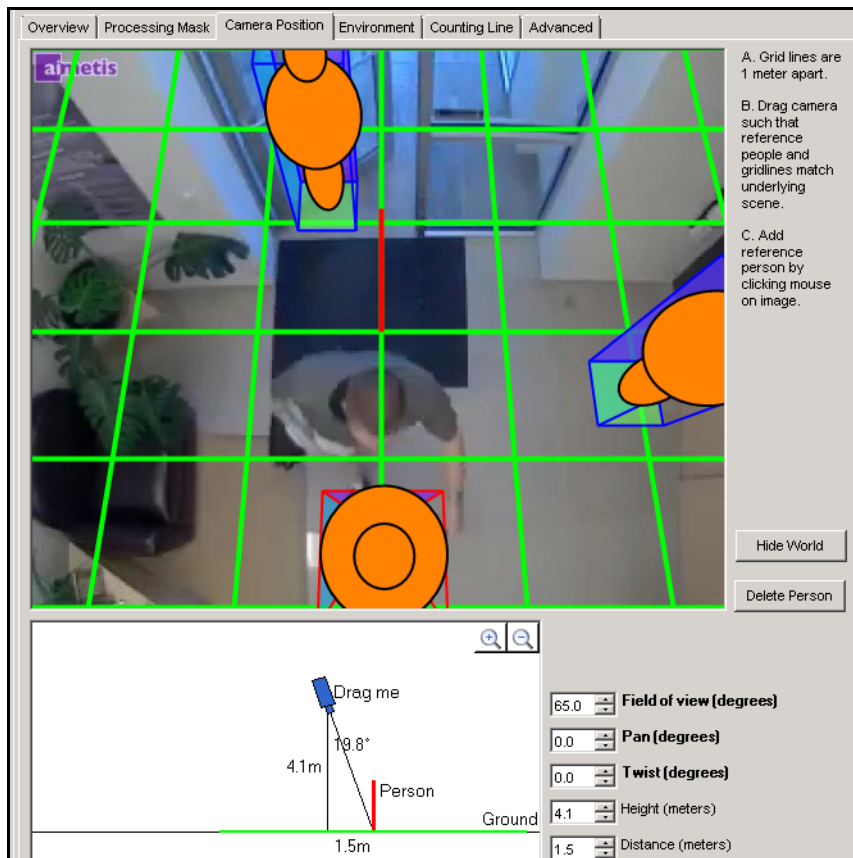 Overview
Processing Mask
Camera Position
Environment
Counting Line
Advanced
aimetis
A. Grid lines are
1 meter apart.
B. Drag camera
such that
reference
people and
gridlines match
underlying
scene.
C. Add
reference
person by
clicking mouse
on image.
Hide World
Delete Person
Drag me
19.8°
4.1m
Person
Ground
1.5m
65.0 Field of view (degrees)
0.0 Pan (degrees)
0.0 Twist (degrees)
4.1 Height (meters)
1.5 Distance (meters)